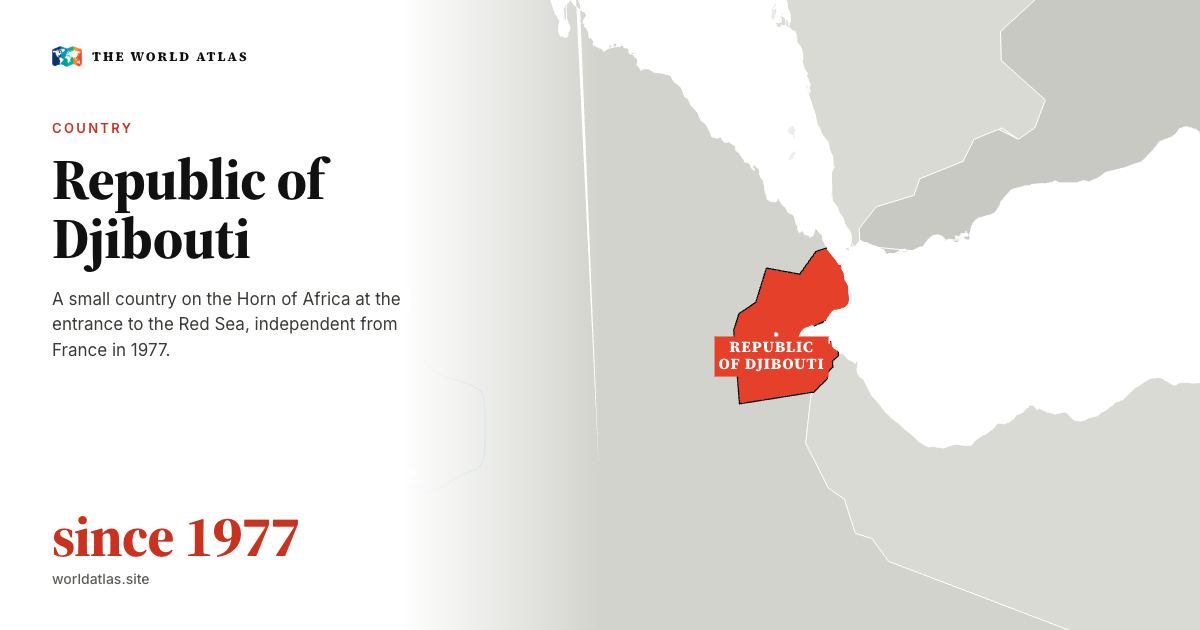 THE WORLD ATLAS
COUNTRY
Republic of
Djibouti
A small country on the Horn of Africa at the
entrance to the Red Sea, independent from
France in 1977.
since 1977
worldatlas.site
REPUBLIC
OF DJIBOUTI